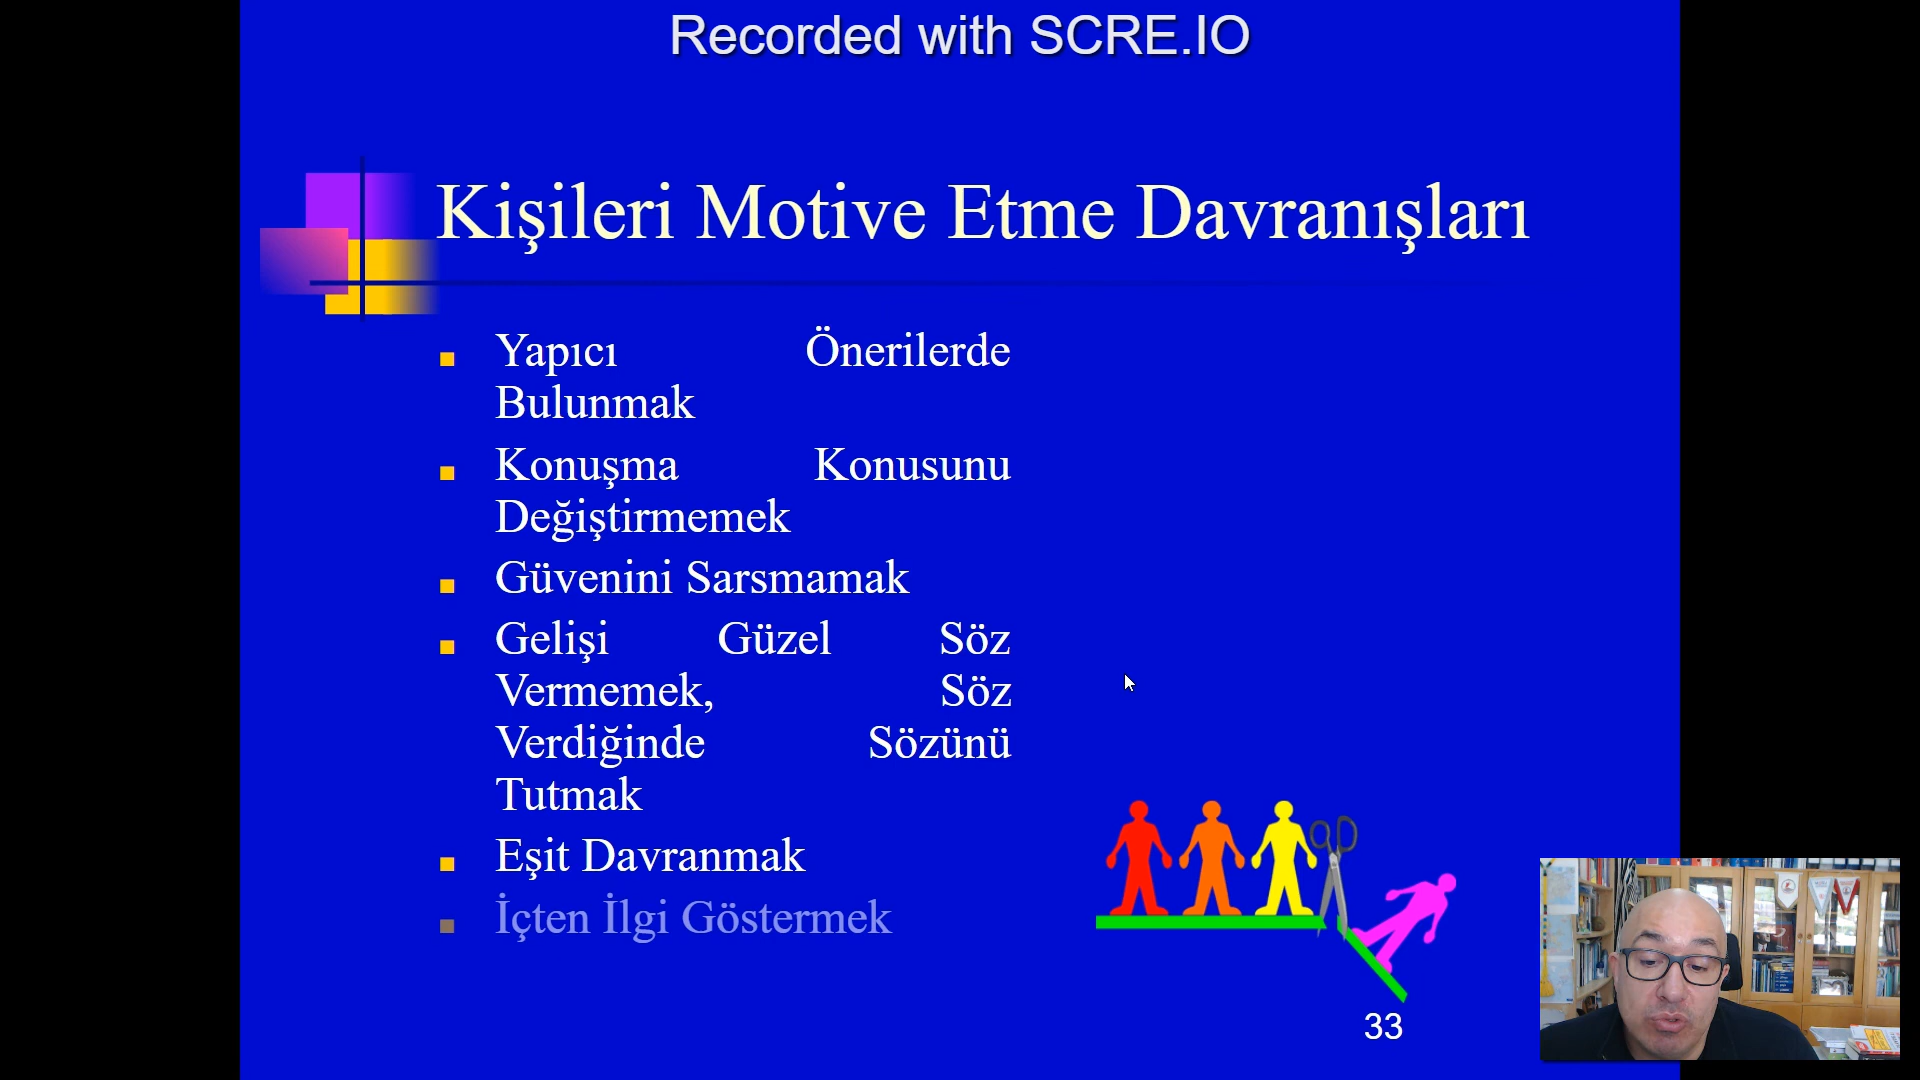 Recorded with SCRE.IO
Kişileri Motive Etme Davranışları
Yapıcı Önerilerde
Bulunmak
Konuşma Konusunu
Değiştirmemek
Güvenini Sarsmamak
Gelişi Güzel Söz
Vermemek, Söz
Verdiğinde Sözünü
Tutmak
Eşit Davranmak
İçten İlgi Göstermek
33